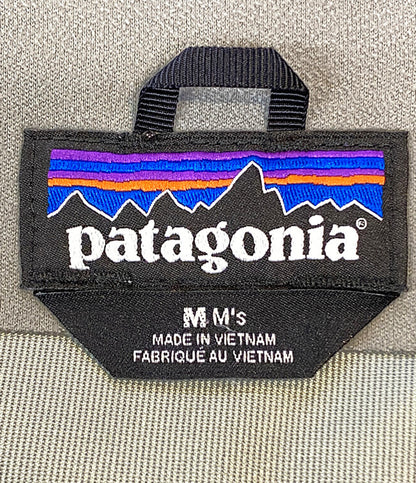 patagonia®
M M's
MADE IN VIETNAM
FABRIQUÉ AU VIETNAM